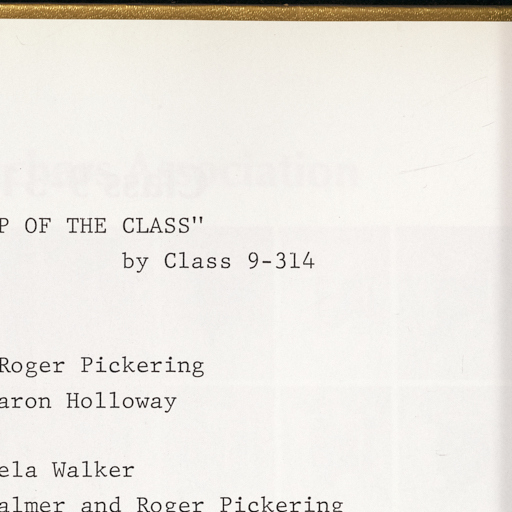 P OF THE CLASS"
by Class 9-314
Roger Pickering
aron Holloway
ela Walker
almer and Roger Pickering